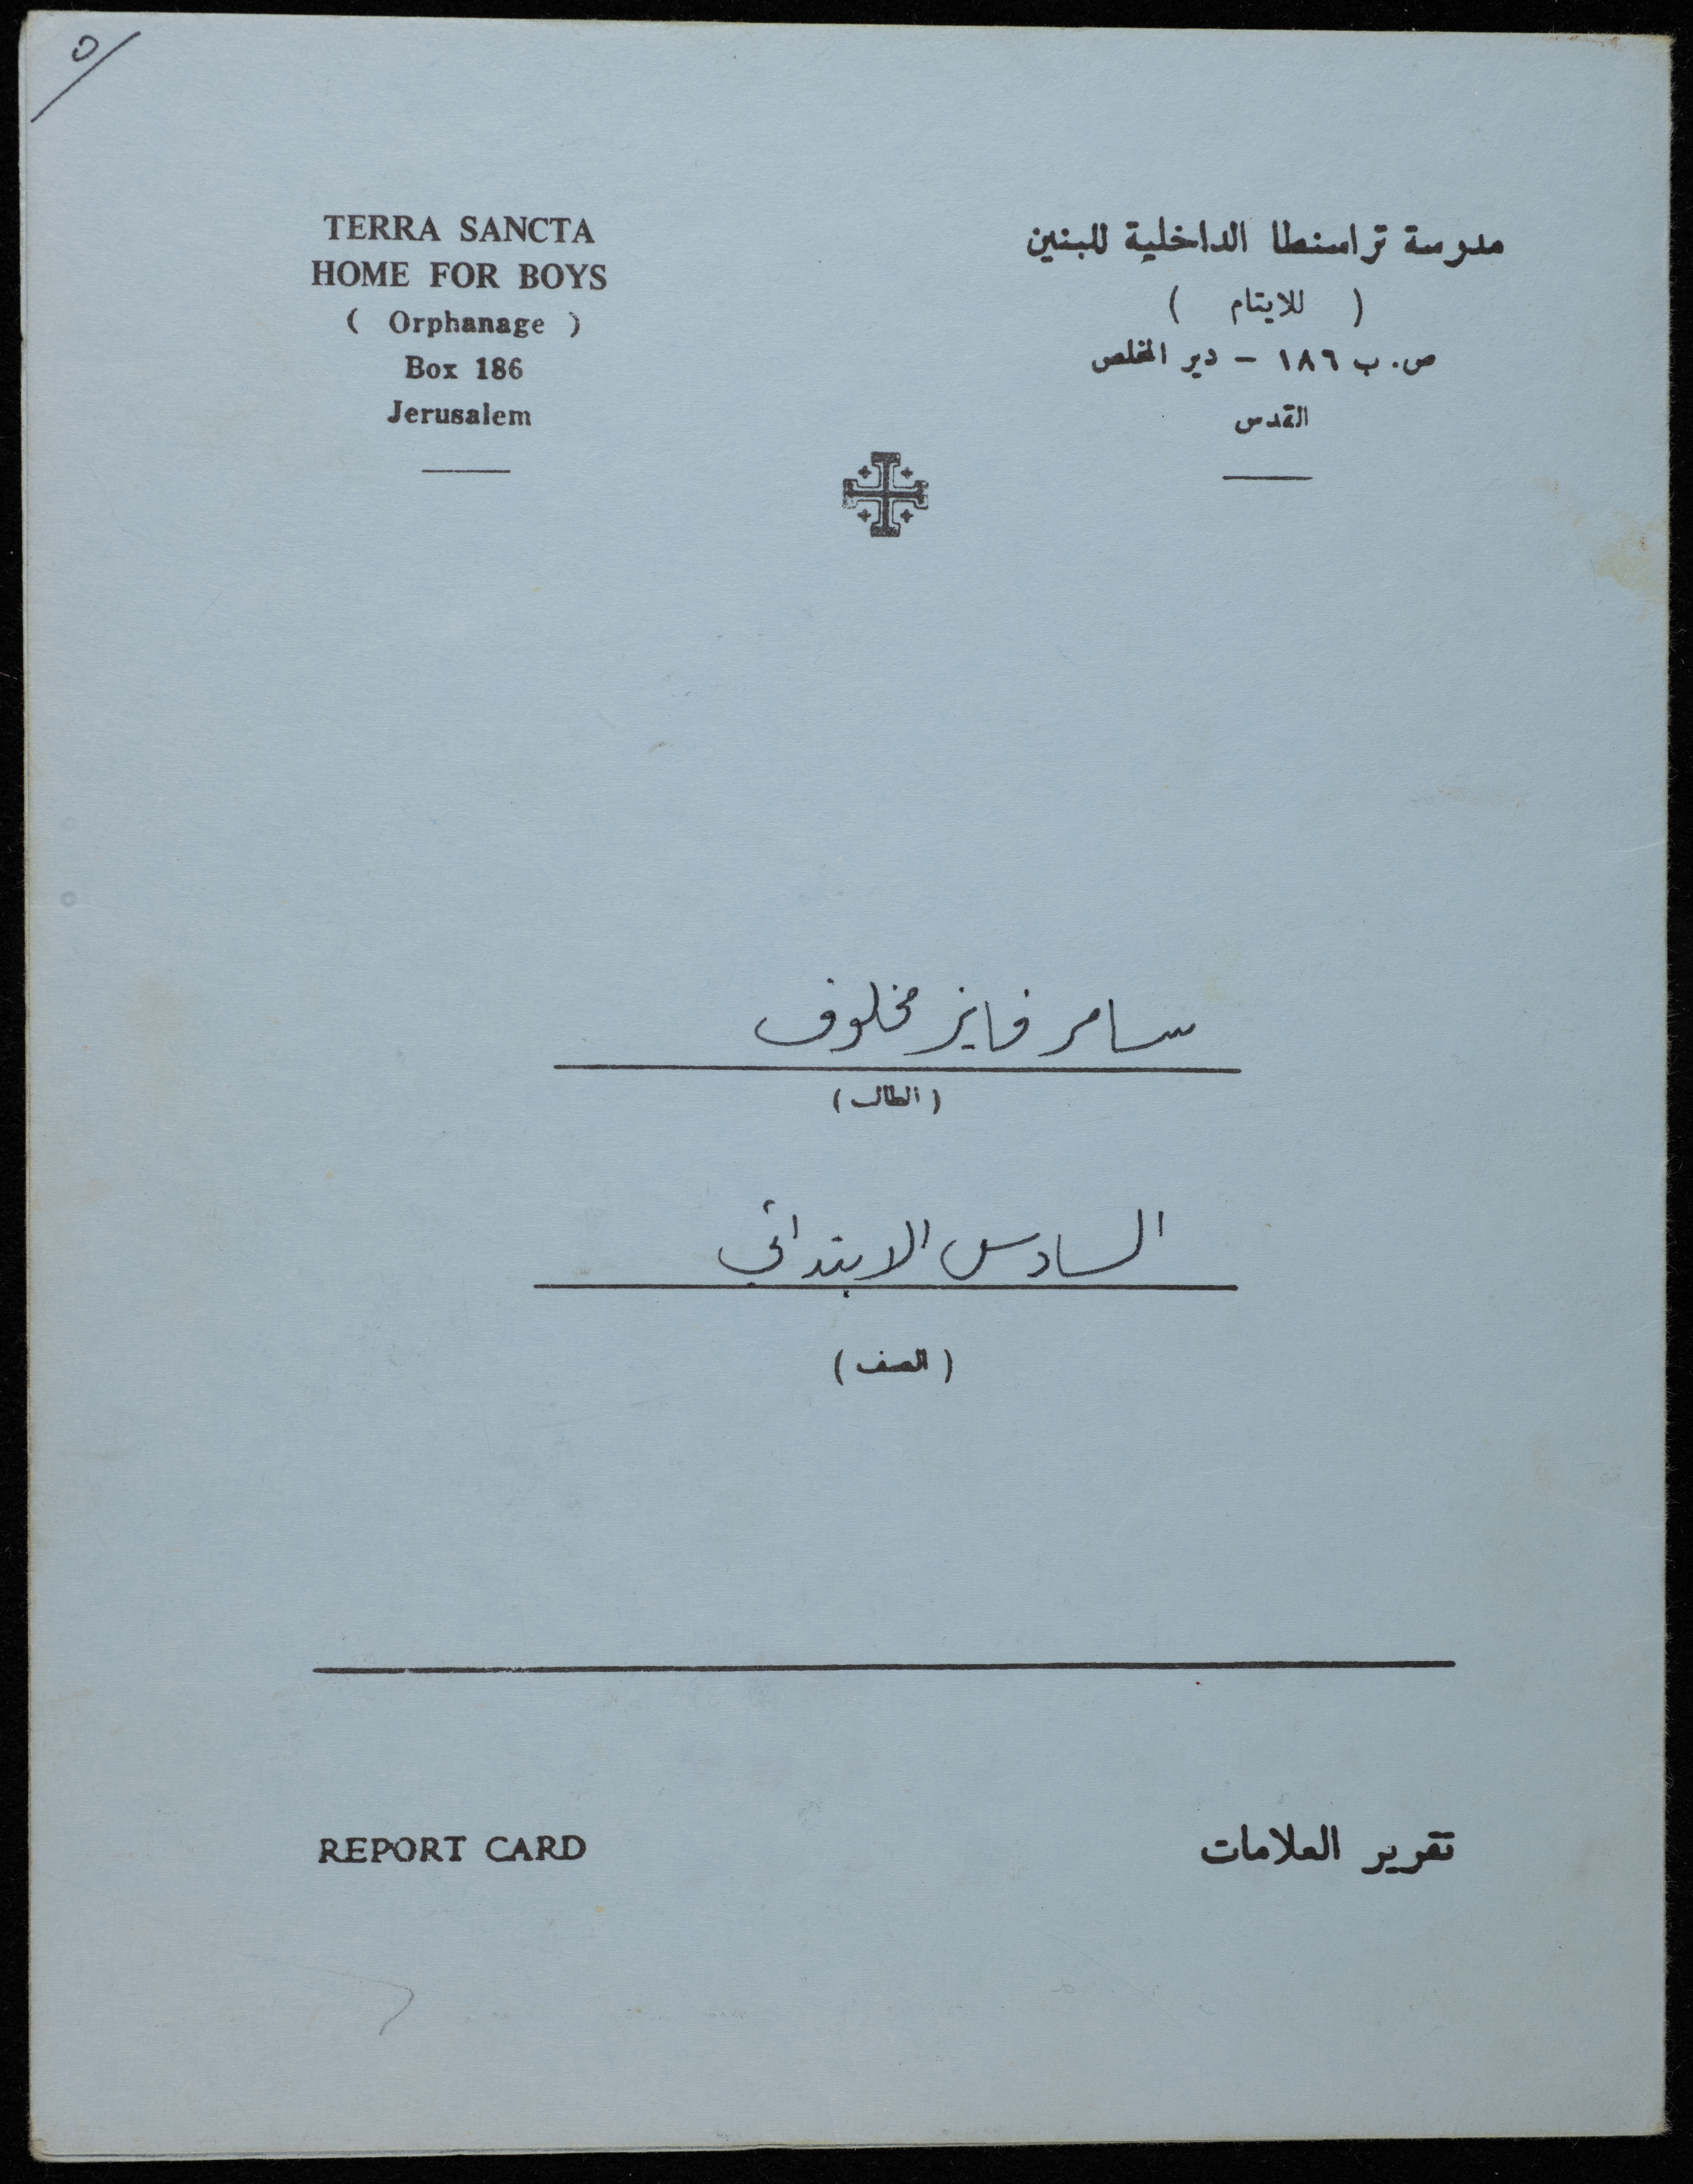 ٥/
TERRA SANCTA
HOME FOR BOYS
( Orphanage )
Box 186
Jerusalem
مدرسة تراسنطا الداخلية للبنين
( للايتام )
ص. ب ١٨٦ - دير المخلص
القدس
سامر فايز مخلوف
(الطالب)
السادس الابتدائي
(الصف)
REPORT CARD
تقرير العلامات